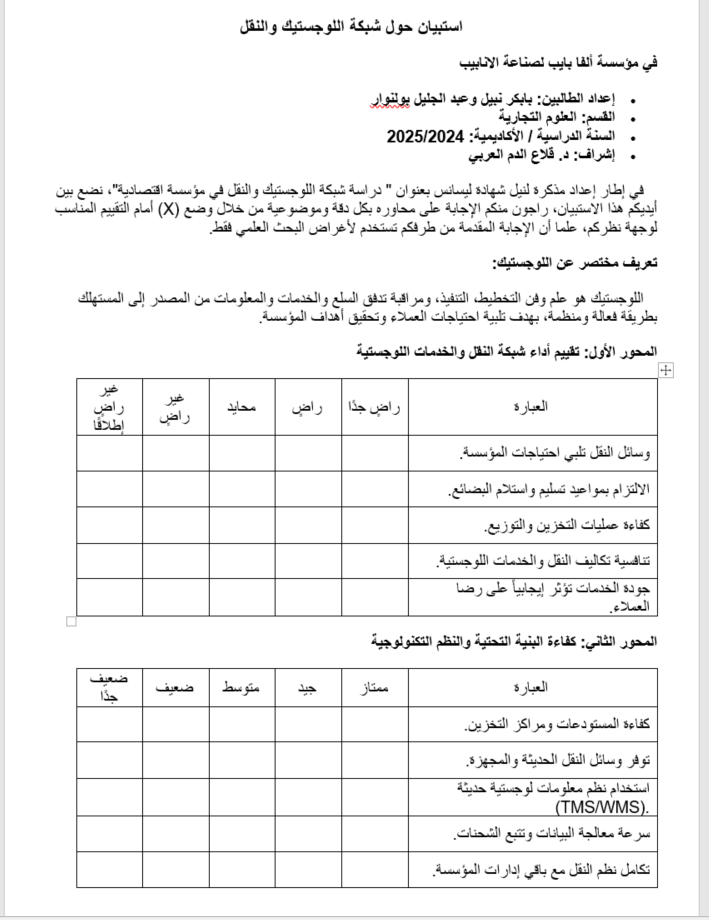 استبيان حول شبكة اللوجستيك والنقل
في مؤسسة ألفا بايب لصناعة الانابيب
• إعداد الطالبين: بابكر نبيل وعبد الجليل بولنوار
• القسم: العلوم التجارية
• السنة الدراسية / الأكاديمية: 2025/2024
• إشراف: د. قلاع الدم العربي
في إطار إعداد مذكرة لنيل شهادة ليسانس بعنوان " دراسة شبكة اللوجستيك والنقل في مؤسسة اقتصادية"، نضع بين
أيديكم هذا الاستبيان، راجون منكم الإجابة على محاوره بكل دقة وموضوعية من خلال وضع (X) أمام التقييم المناسب
لوجهة نظركم، علما أن الإجابة المقدمة من طرفكم تستخدم لأغراض البحث العلمي فقط.
تعريف مختصر عن اللوجستيك:
اللوجستيك هو علم وفن التخطيط، التنفيذ، ومراقبة تدفق السلع والخدمات والمعلومات من المصدر إلى المستهلك
بطريقة فعالة ومنظمة، بهدف تلبية احتياجات العملاء وتحقيق أهداف المؤسسة.
المحور الأول: تقييم أداء شبكة النقل والخدمات اللوجستية
العبارة راضٍ جدًا راضٍ محايد غير راضٍ غير راضٍ إطلاقًا
وسائل النقل تلبي احتياجات المؤسسة.
الالتزام بمواعيد تسليم واستلام البضائع.
كفاءة عمليات التخزين والتوزيع.
تنافسية تكاليف النقل والخدمات اللوجستية.
جودة الخدمات تؤثر إيجابياً على رضا
العملاء.
المحور الثاني: كفاءة البنية التحتية والنظم التكنولوجية
العبارة ممتاز جيد متوسط ضعيف ضعيف جدًا
كفاءة المستودعات ومراكز التخزين.
توفر وسائل النقل الحديثة والمجهزة.
استخدام نظم معلومات لوجستية حديثة
(TMS/WMS).
سرعة معالجة البيانات وتتبع الشحنات.
تكامل نظم النقل مع باقي إدارات المؤسسة.